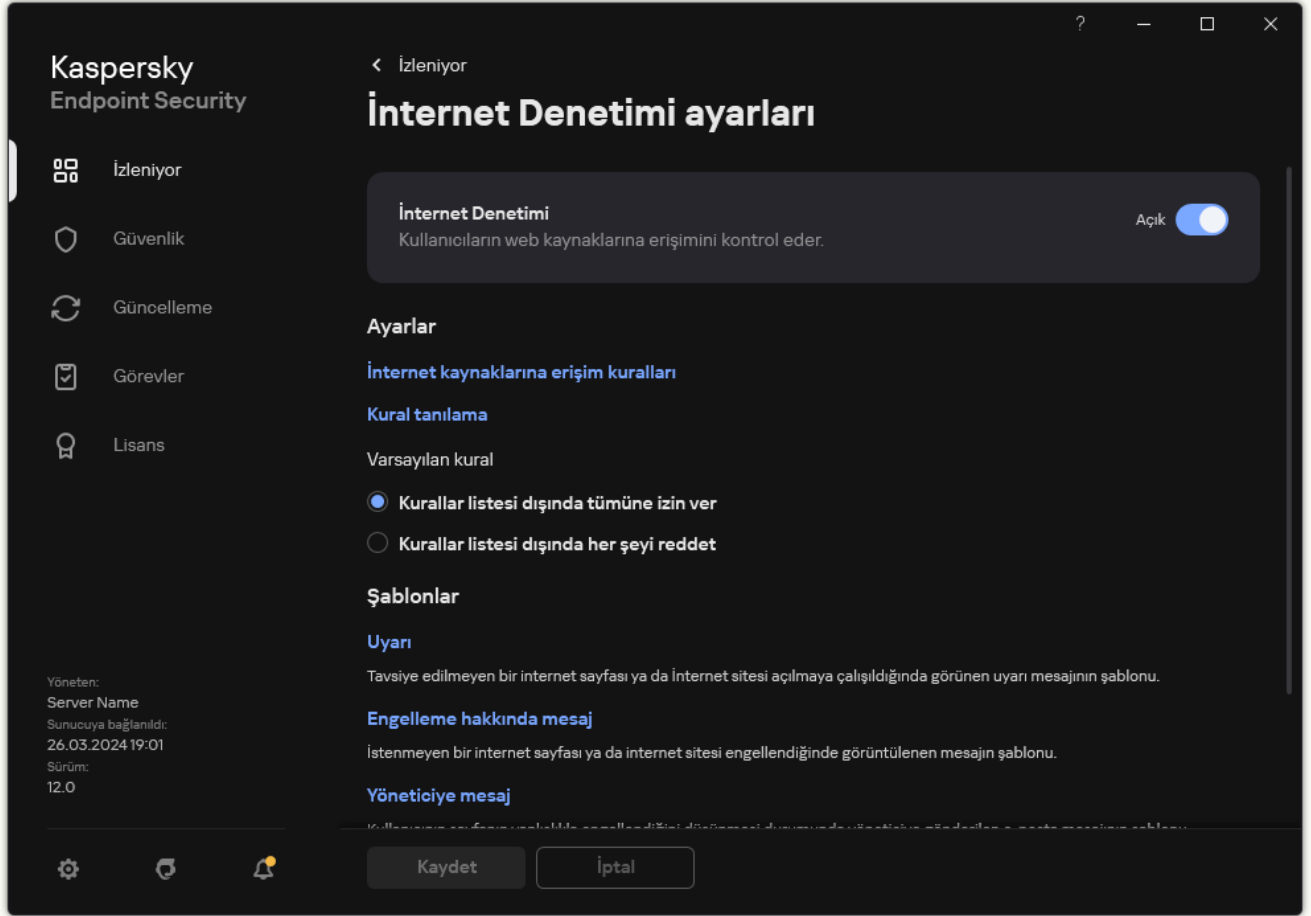 ?
Kaspersky
Endpoint Security
İzleniyor
Güvenlik
Güncelleme
Görevler
Lisans
Yöneten:
Server Name
Sunucuya bağlanıldı:
26.03.2024 19:01
Sürüm:
12.0
İzleniyor
İnternet Denetimi ayarları
İnternet Denetimi
Kullanıcıların web kaynaklarına erişimini kontrol eder.
Açık
Ayarlar
İnternet kaynaklarına erişim kuralları
Kural tanılama
Varsayılan kural
Kurallar listesi dışında tümüne izin ver
Kurallar listesi dışında her şeyi reddet
Şablonlar
Uyarı
Tavsiye edilmeyen bir internet sayfası ya da İnternet sitesi açılmaya çalışıldığında görünen uyarı mesajının şablonu.
Engelleme hakkında mesaj
İstenmeyen bir internet sayfası ya da internet sitesi engellendiğinde görüntülenen mesajın şablonu.
Yöneticiye mesaj
Kaydet
İptal